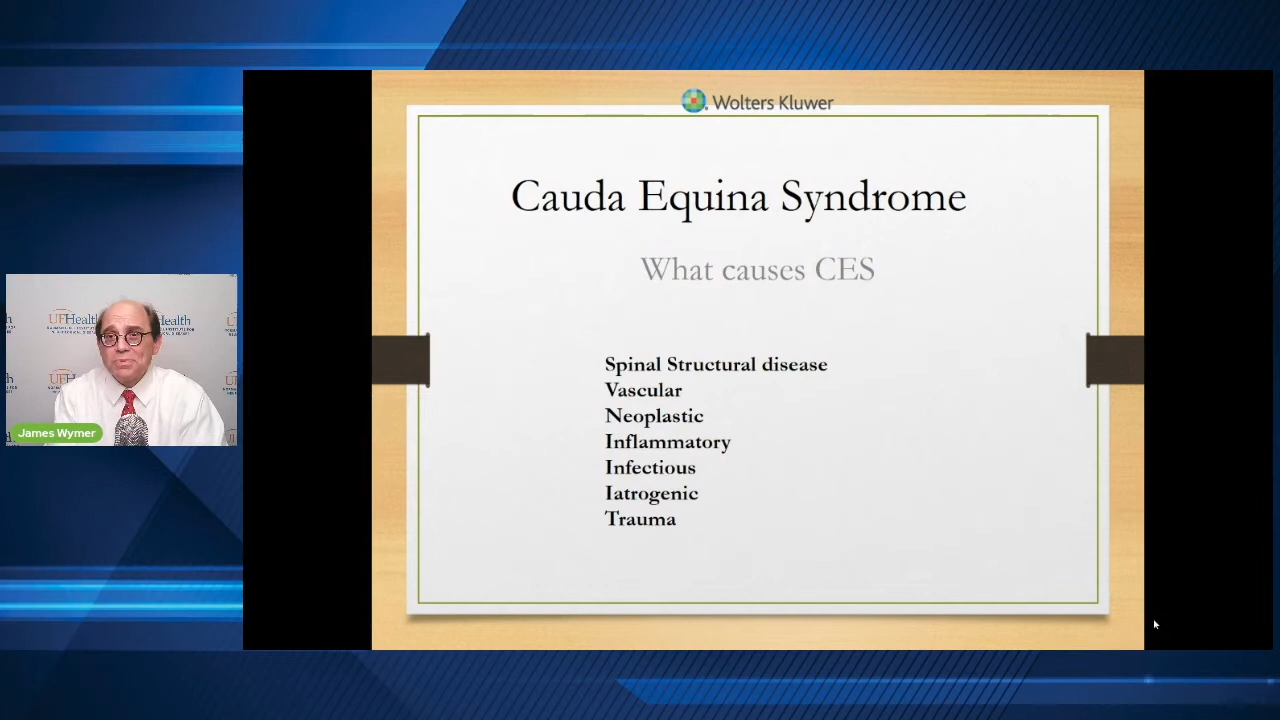 Wolters Kluwer
Cauda Equina Syndrome
What causes CES
Spinal Structural disease
Vascular
Neoplastic
Inflammatory
Infectious
Iatrogenic
Trauma
UFHealth
James Wymer